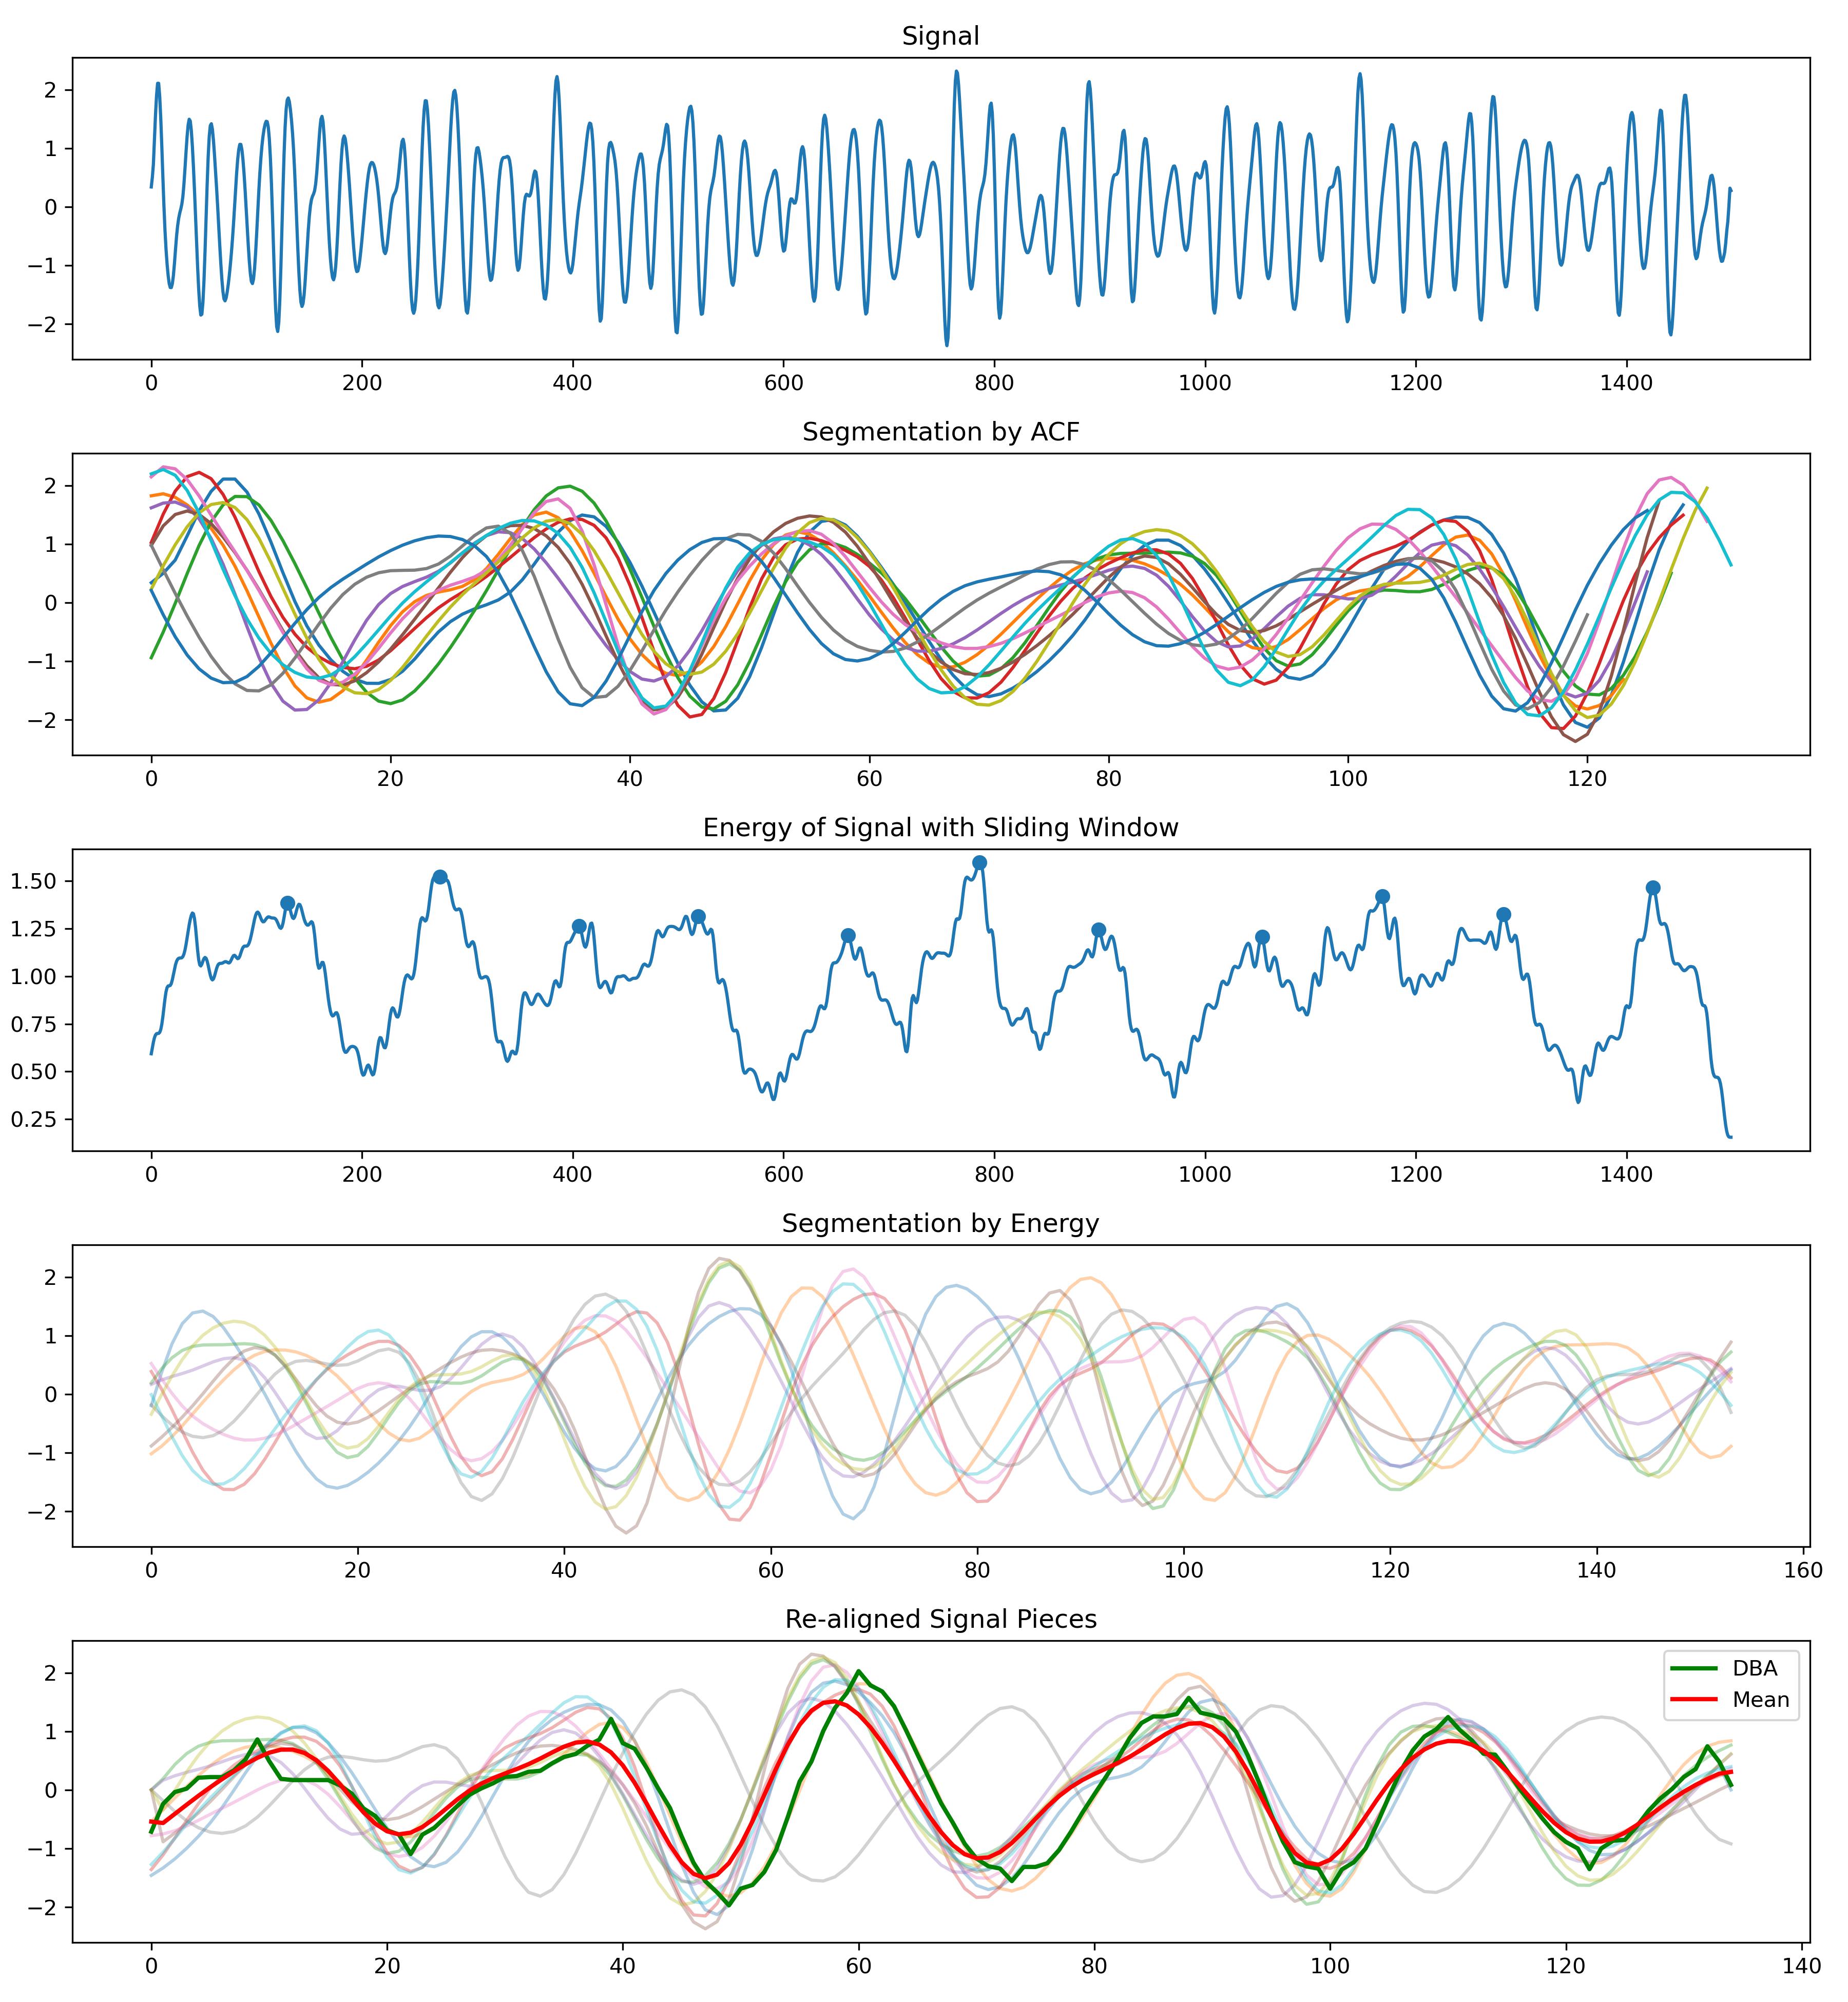 Signal
2
1
0
−1
−2
0 200 400 600 800 1000 1200 1400
Segmentation by ACF
2
1
0
−1
−2
0 20 40 60 80 100 120
Energy of Signal with Sliding Window
1.50
1.25
1.00
0.75
0.50
0.25
0 200 400 600 800 1000 1200 1400
Segmentation by Energy
2
1
0
−1
−2
0 20 40 60 80 100 120 140 160
Re-aligned Signal Pieces
DBA
Mean
2
1
0
−1
−2
0 20 40 60 80 100 120 140